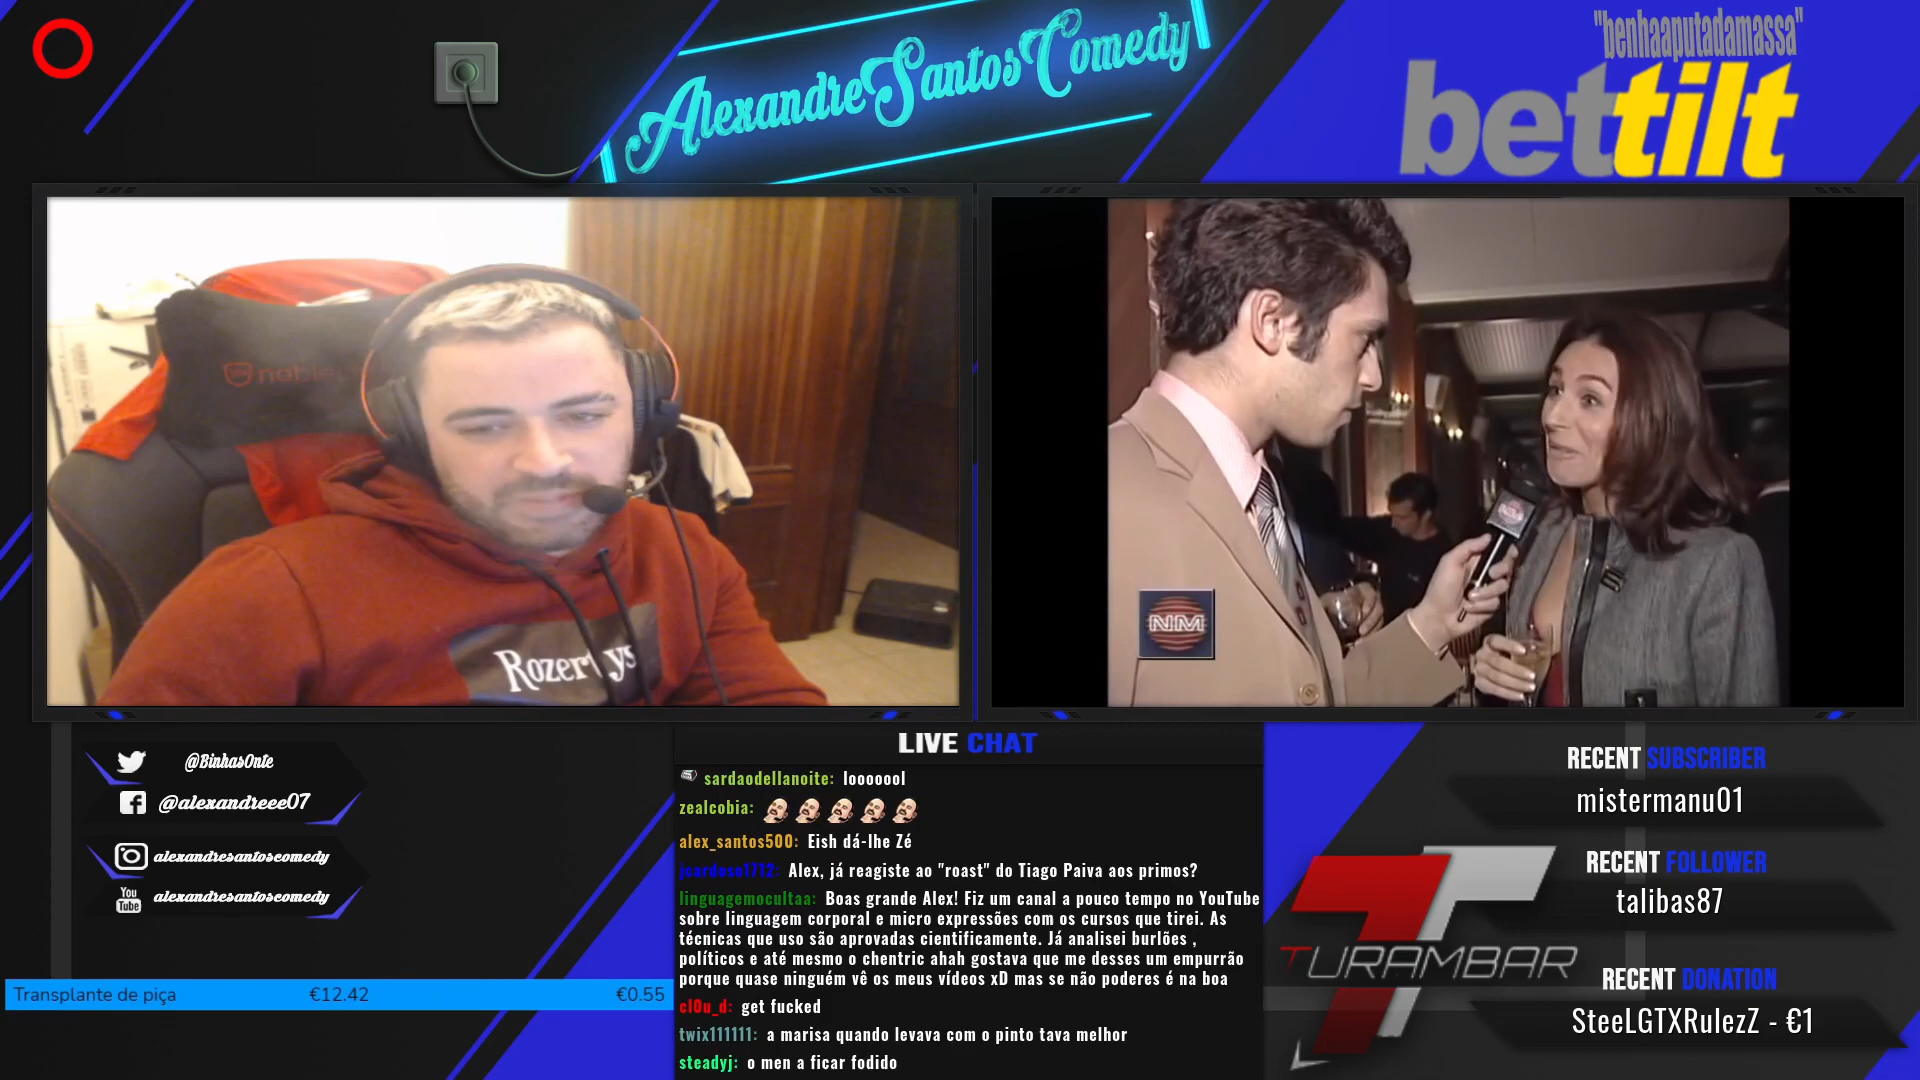 AlexandreSantosComedy
"benhaaputadamassa"
bettilt
noble
Rozer ys
NM
NM
@BinhasOnte
@alexandreee07
alexandresantoscomedy
You
Tube
alexandresantoscomedy
Transplante de piça €12.42 €0.55
LIVE CHAT
sardaodellanoite: looooool
zealcobia:
alex_santos500: Eish dá-lhe Zé
jcardoso1712: Alex, já reagiste ao "roast" do Tiago Paiva aos primos?
linguagemocultaa: Boas grande Alex! Fiz um canal a pouco tempo no YouTube
sobre linguagem corporal e micro expressões com os cursos que tirei. As
técnicas que uso são aprovadas cientificamente. Já analisei burlões ,
políticos e até mesmo o chentric ahah gostava que me desses um empurrão
porque quase ninguém vê os meus vídeos xD mas se não poderes é na boa
cl0u_d: get fucked
twix111111: a marisa quando levava com o pinto tava melhor
steadyj: o men a ficar fodido
TURAMBAR
RECENT SUBSCRIBER
mistermanu01
RECENT FOLLOWER
talibas87
RECENT DONATION
SteeLGTXRulezZ - €1